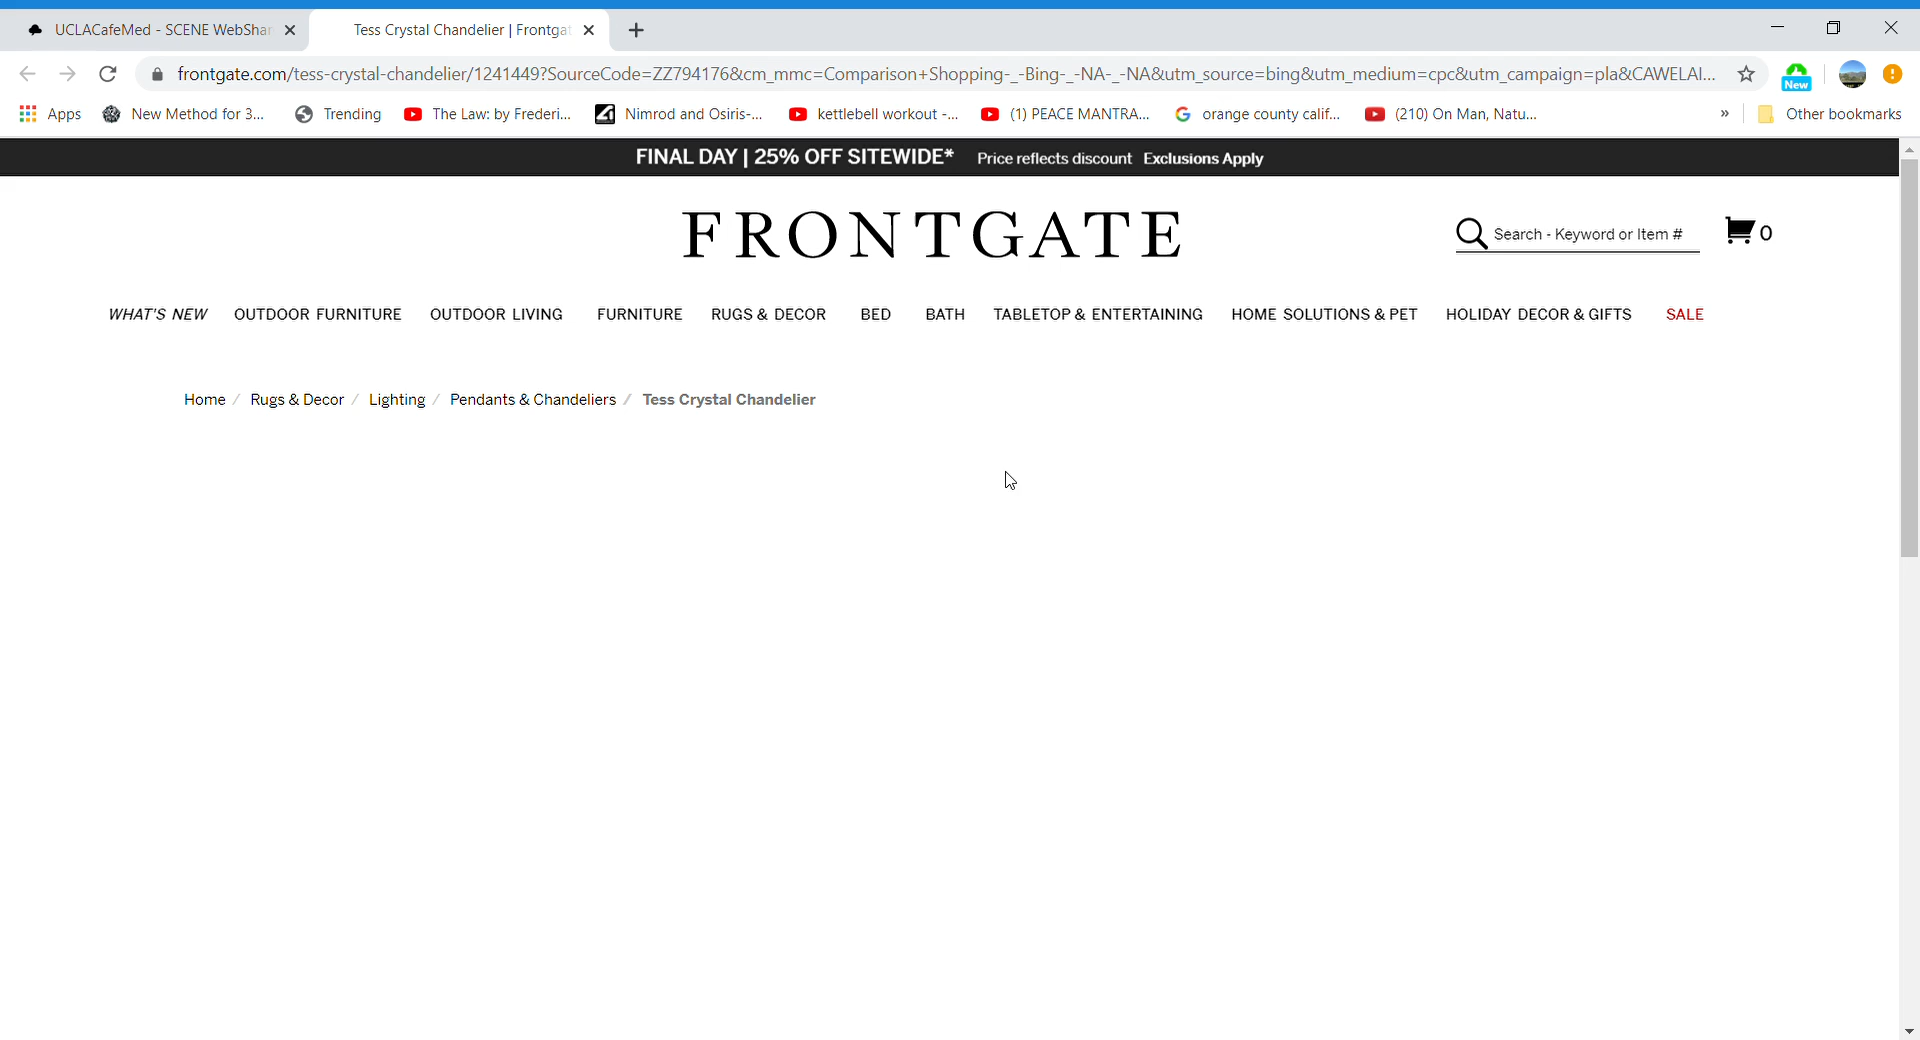 UCLACafeMed - SCENE WebShar
Tess Crystal Chandelier | Frontgat
frontgate.com/tess-crystal-chandelier/1241449?SourceCode=ZZ794176&cm_mmc=Comparison+Shopping-_-Bing-_-NA-_-NA&utm_source=bing&utm_medium=cpc&utm_campaign=pla&CAWELAI...
New
Apps New Method for 3... Trending The Law: by Frederi... Nimrod and Osiris-... kettlebell workout -... (1) PEACE MANTRA... orange county calif... (210) On Man, Natu... » Other bookmarks
FINAL DAY | 25% OFF SITEWIDE* Price reflects discount Exclusions Apply
FRONTGATE
Search - Keyword or Item # 0
WHAT'S NEW OUTDOOR FURNITURE OUTDOOR LIVING FURNITURE RUGS & DECOR BED BATH TABLETOP & ENTERTAINING HOME SOLUTIONS & PET HOLIDAY DECOR & GIFTS SALE
Home / Rugs & Decor / Lighting / Pendants & Chandeliers / Tess Crystal Chandelier